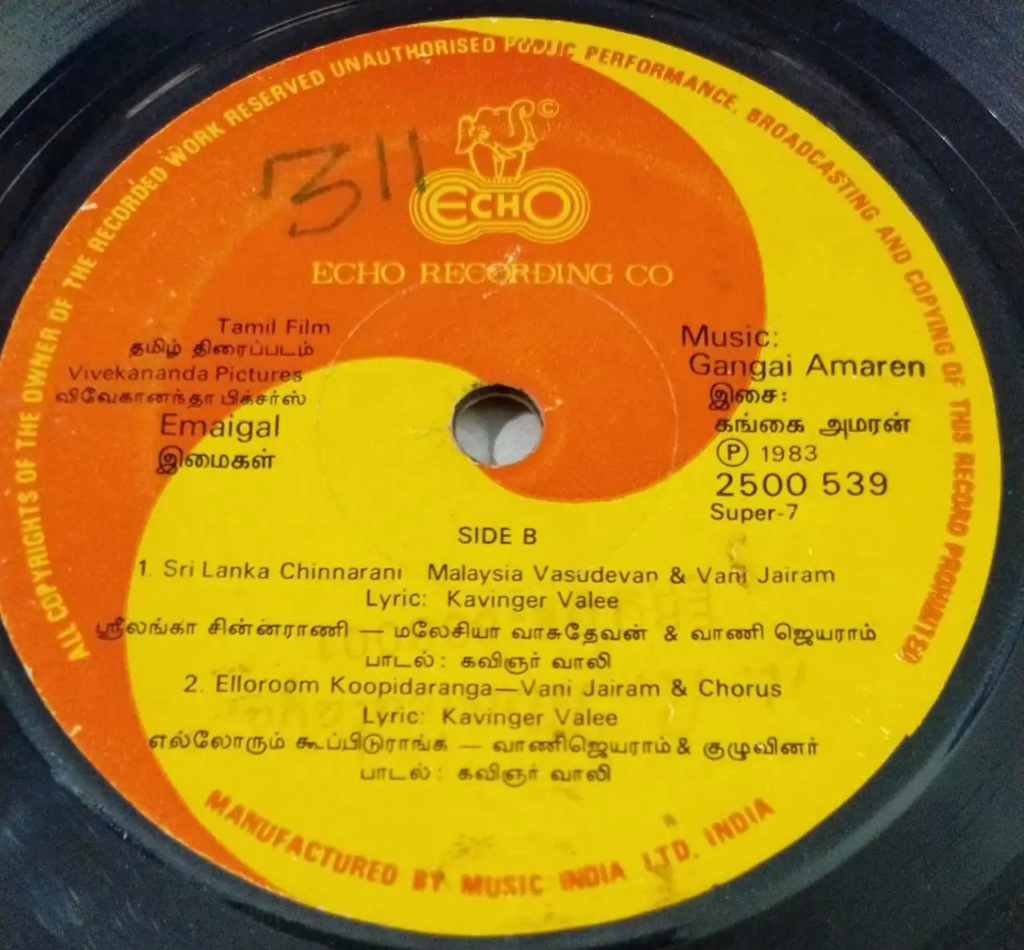 ALL COPYRIGHTS OF THE OWNER OF THE RECORDED WORK RESERVED UNAUTHORISED PUBLIC PERFORMANCE, BROADCASTING AND COPYING OF THIS RECORD PROHIBITED
311
©
ECHO
ECHO RECORDING CO
Tamil Film
தமிழ் திரைப்படம்
Vivekananda Pictures
விவேகானந்தா பிக்சர்ஸ்
Emaigal
இமைகள்
Music:
Gangai Amaren
இசை:
கங்கை அமரன்
Ⓟ 1983
2500 539
Super-7
SIDE B
1. Sri Lanka Chinnarani Malaysia Vasudevan & Vani Jairam
Lyric: Kavinger Valee
ஸ்ரீலங்கா சின்னராணி — மலேசியா வாசுதேவன் & வாணி ஜெயராம்
பாடல் : கவிஞர் வாலி
2. Elloroom Koopidaranga—Vani Jairam & Chorus
Lyric: Kavinger Valee
எல்லோரும் கூப்பிடுராங்க — வாணிஜெயராம் & குழுவினர்
பாடல் : கவிஞர் வாலி
MANUFACTURED BY MUSIC INDIA LTD. INDIA